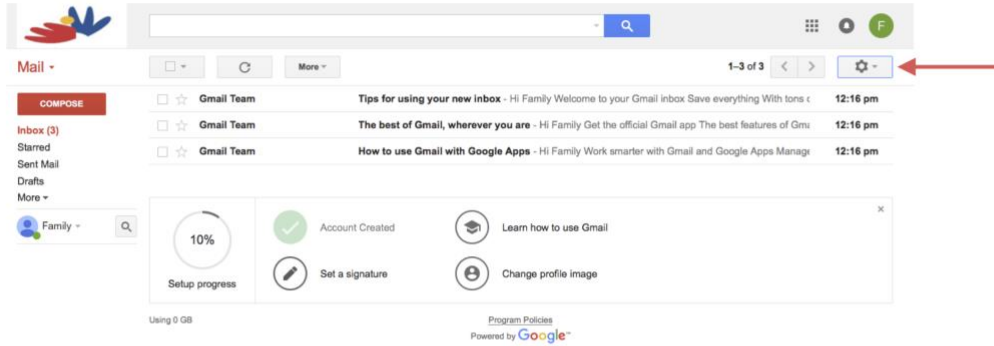 F
Mail
More
1–3 of 3
COMPOSE
Gmail Team Tips for using your new inbox - Hi Family Welcome to your Gmail inbox Save everything With tons 12:16 pm
Inbox (3)
Gmail Team The best of Gmail, wherever you are - Hi Family Get the official Gmail app The best features of 12:16 pm
Starred
Gmail Team How to use Gmail with Google Apps - Hi Family Work smarter with Gmail and Google Apps 12:16 pm
Sent Mail
Drafts
More
Family
10%
Setup progress
Account Created
Learn how to use Gmail
Set a signature
Change profile image
Using 0 GB
Program Policies
Powered by Google™